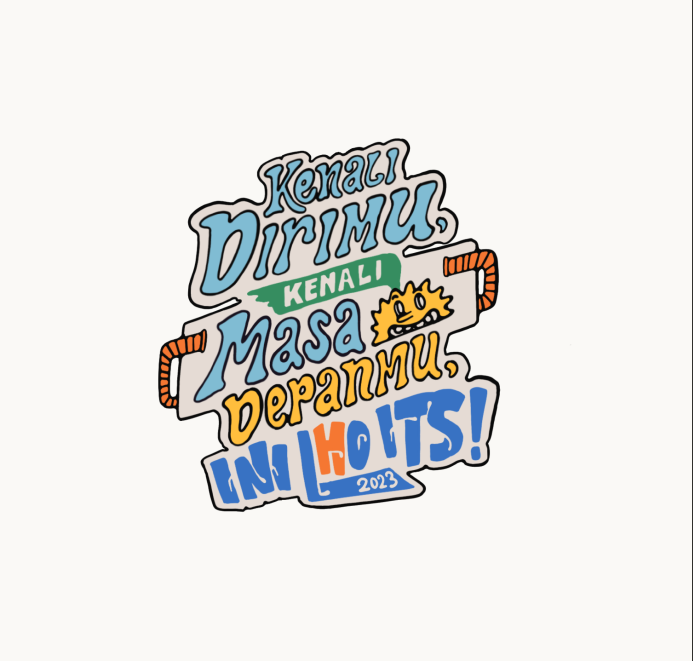 Kenali
DIRIMU,
KENALI
Masa
DepanMu,
INI LHO ITS!
2023